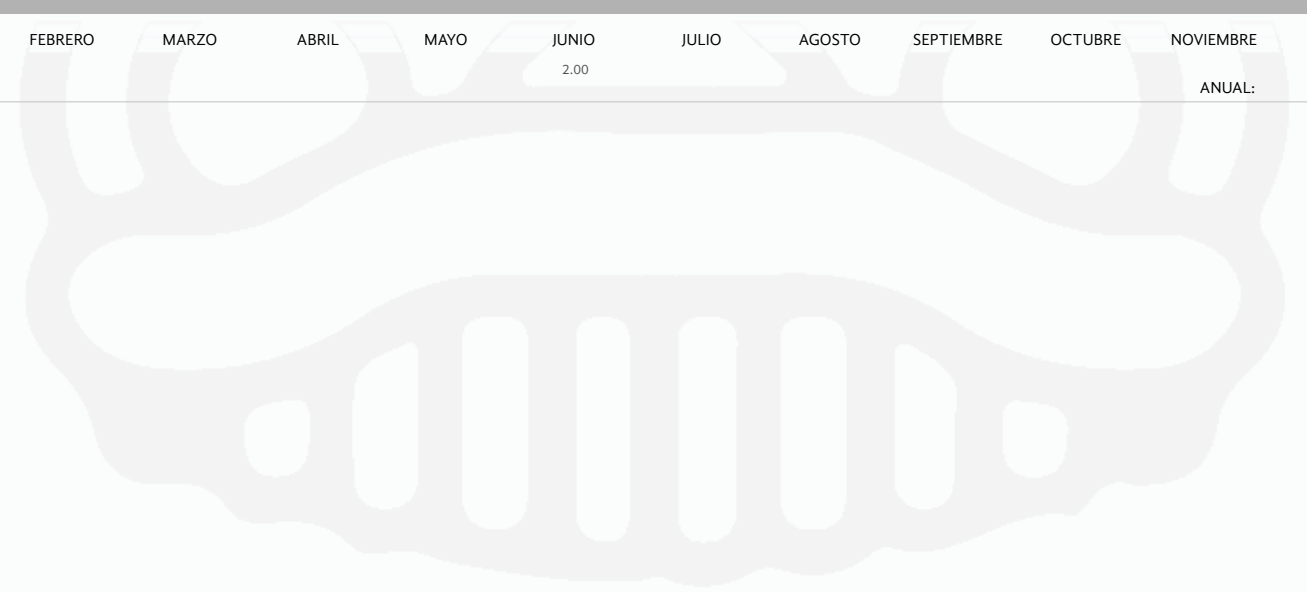 FEBRERO MARZO ABRIL MAYO JUNIO JULIO AGOSTO SEPTIEMBRE OCTUBRE NOVIEMBRE
2.00
ANUAL: